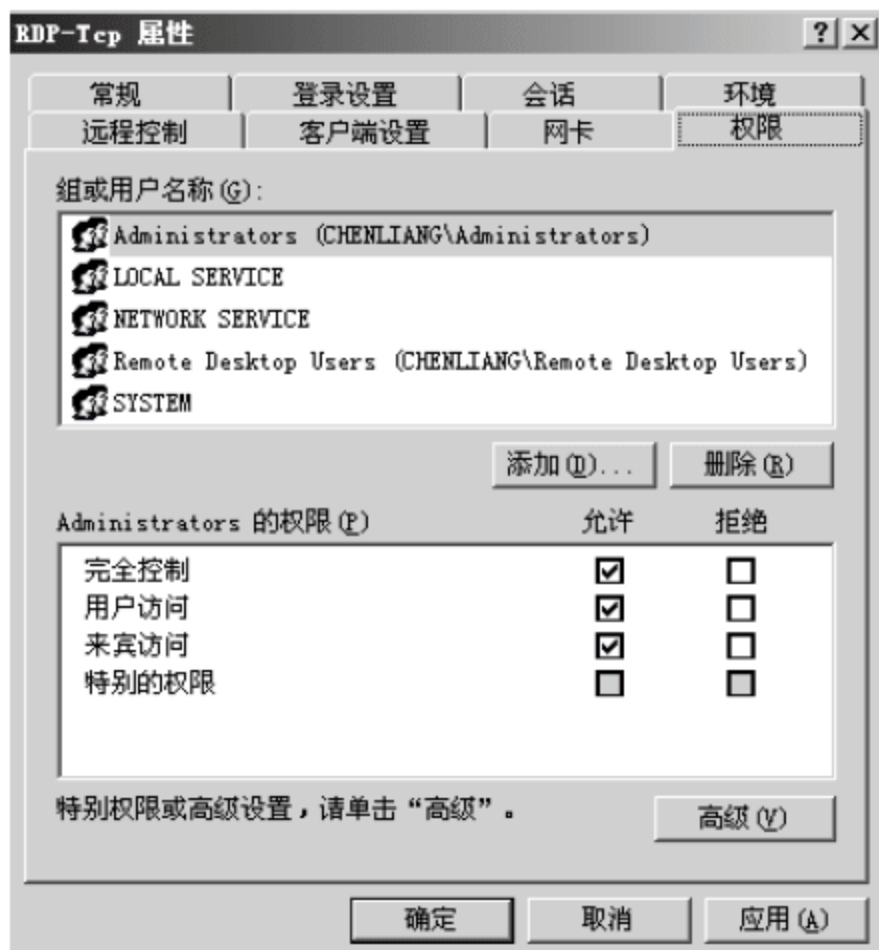 RDP-Tcp 属性
常规 登录设置 会话 环境
远程控制 客户端设置 网卡 权限
组或用户名称(G):
Administrators (CHENLIANG\Administrators)
LOCAL SERVICE
NETWORK SERVICE
Remote Desktop Users (CHENLIANG\Remote Desktop Users)
SYSTEM
添加(D)... 删除(R)
Administrators 的权限(P) 允许 拒绝
完全控制
用户访问
来宾访问
特别的权限
特别权限或高级设置，请单击“高级”。
高级(V)
确定 取消 应用(A)